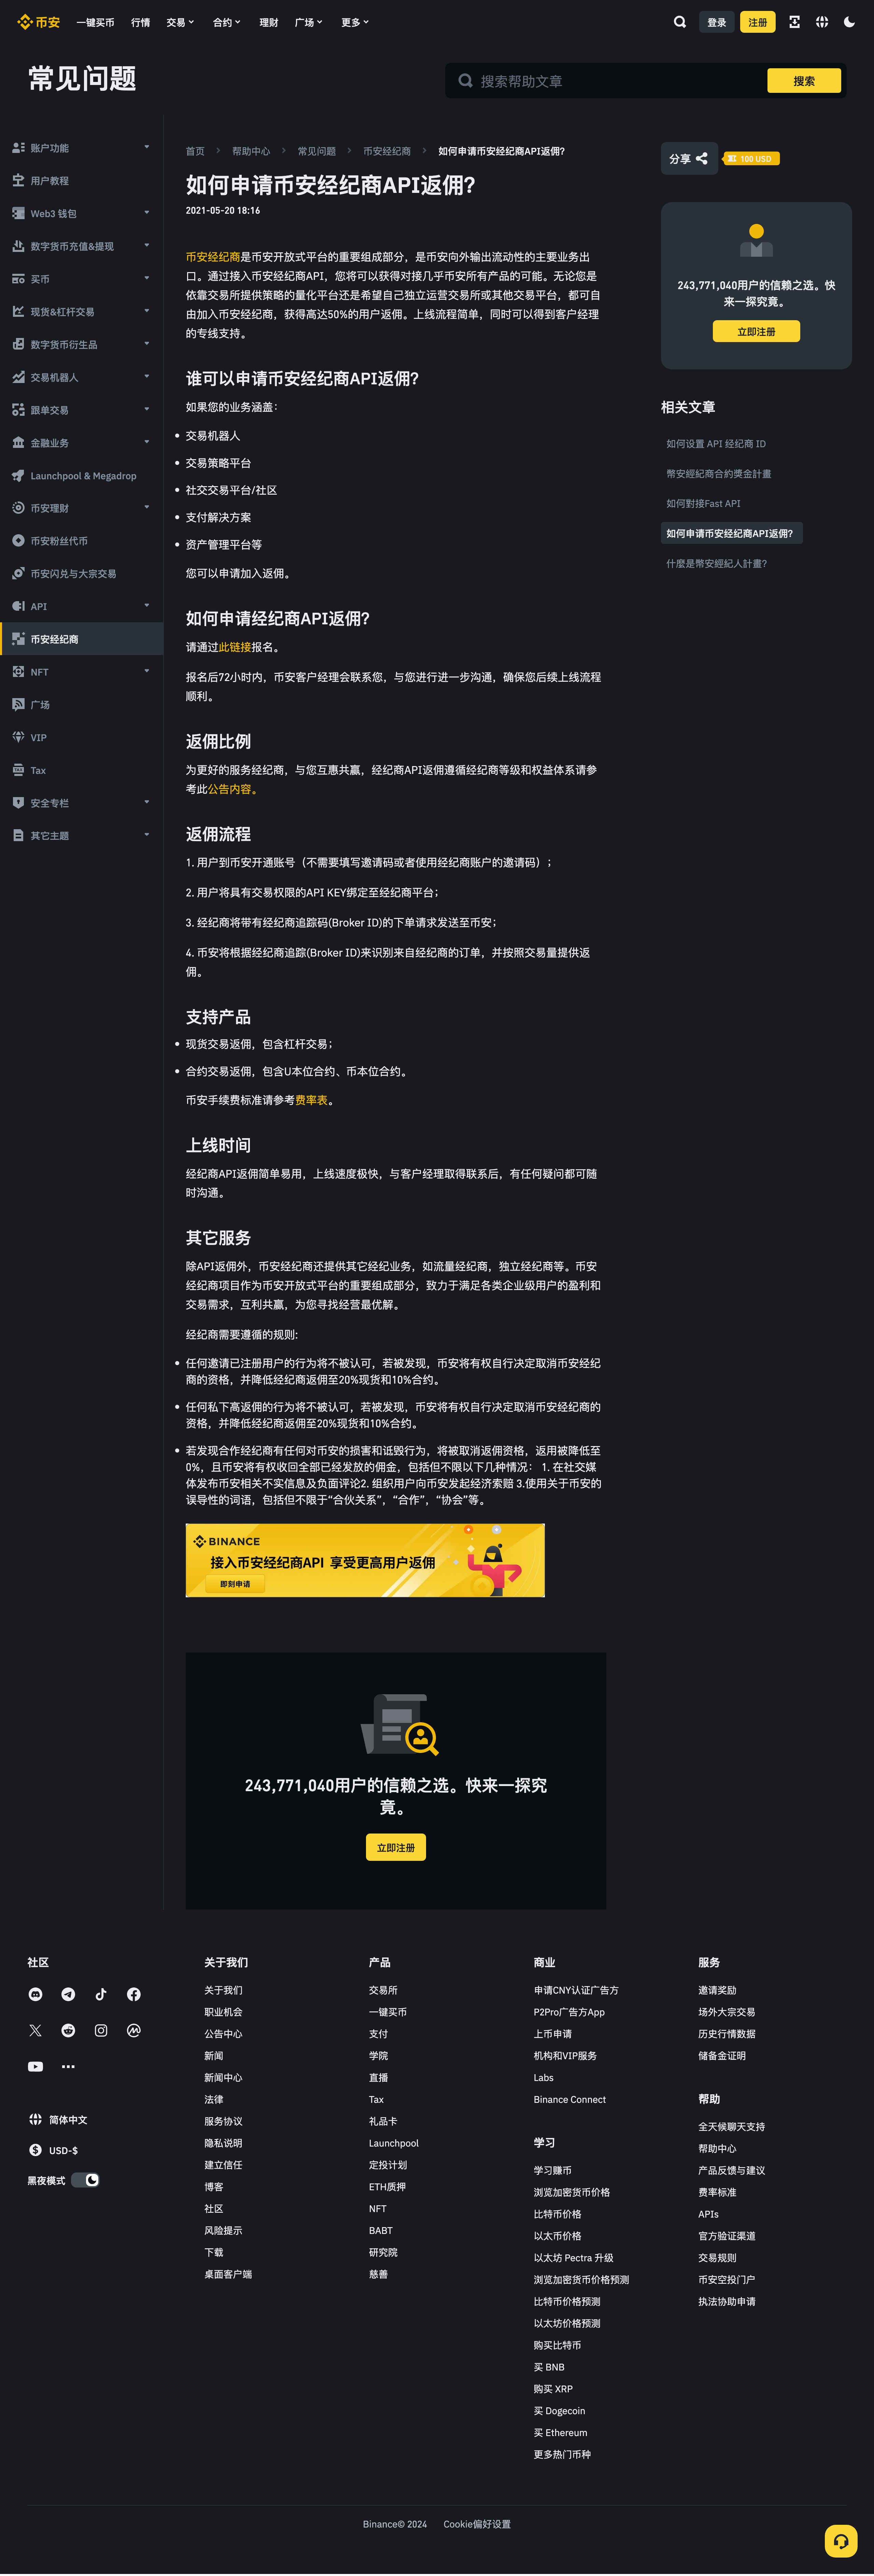 币安
一键买币
行情
交易
合约
理财
广场
更多
登录
注册
常见问题
搜索帮助文章
搜索
账户功能
用户教程
Web3 钱包
数字货币充值&提现
买币
现货&杠杆交易
数字货币衍生品
交易机器人
跟单交易
金融业务
Launchpool & Megadrop
币安理财
币安粉丝代币
币安闪兑与大宗交易
API
币安经纪商
NFT
广场
VIP
Tax
安全专栏
其它主题
首页
帮助中心
常见问题
币安经纪商
如何申请币安经纪商API返佣?
如何申请币安经纪商API返佣?
2021-05-20 18:16
币安经纪商是币安开放式平台的重要组成部分，是币安向外输出流动性的主要业务出
口。通过接入币安经纪商API，您将可以获得对接几乎币安所有产品的可能。无论您是
依靠交易所提供策略的量化平台还是希望自己独立运营交易所或其他交易平台，都可自
由加入币安经纪商，获得高达50%的用户返佣。上线流程简单，同时可以得到客户经理
的专线支持。
谁可以申请币安经纪商API返佣?
如果您的业务涵盖：
交易机器人
交易策略平台
社交交易平台/社区
支付解决方案
资产管理平台等
您可以申请加入返佣。
如何申请经纪商API返佣?
请通过此链接报名。
报名后72小时内，币安客户经理会联系您，与您进行进一步沟通，确保您后续上线流程
顺利。
返佣比例
为更好的服务经纪商，与您互惠共赢，经纪商API返佣遵循经纪商等级和权益体系请参
考此公告内容。
返佣流程
1. 用户到币安开通账号（不需要填写邀请码或者使用经纪商账户的邀请码）；
2. 用户将具有交易权限的API KEY绑定至经纪商平台；
3. 经纪商将带有经纪商追踪码(Broker ID)的下单请求发送至币安；
4. 币安将根据经纪商追踪(Broker ID)来识别来自经纪商的订单，并按照交易量提供返
佣。
支持产品
现货交易返佣，包含杠杆交易；
合约交易返佣，包含U本位合约、币本位合约。
币安手续费标准请参考费率表。
上线时间
经纪商API返佣简单易用，上线速度极快，与客户经理取得联系后，有任何疑问都可随
时沟通。
其它服务
除API返佣外，币安经纪商还提供其它经纪业务，如流量经纪商，独立经纪商等。币安
经纪商项目作为币安开放式平台的重要组成部分，致力于满足各类企业级用户的盈利和
交易需求，互利共赢，为您寻找经营最优解。
经纪商需要遵循的规则:
任何邀请已注册用户的行为将不被认可，若被发现，币安将有权自行决定取消币安经纪
商的资格，并降低经纪商返佣至20%现货和10%合约。
任何私下高返佣的行为将不被认可，若被发现，币安将有权自行决定取消币安经纪商的
资格，并降低经纪商返佣至20%现货和10%合约。
若发现合作经纪商有任何对币安的损害和诋毁行为，将被取消返佣资格，返用被降低至
0%，且币安将有权收回全部已经发放的佣金，包括但不限以下几种情况： 1. 在社交媒
体发布币安相关不实信息及负面评论2. 组织用户向币安发起经济索赔 3.使用关于币安的
误导性的词语，包括但不限于“合伙关系”，“合作”，“协会”等。
BINANCE
接入币安经纪商API 享受更高用户返佣
即刻申请
243,771,040用户的信赖之选。快来一探究
竟。
立即注册
分享
100 USD
243,771,040用户的信赖之选。快
来一探究竟。
立即注册
相关文章
如何设置 API 经纪商 ID
幣安經紀商合約獎金計畫
如何對接Fast API
如何申请币安经纪商API返佣?
什麼是幣安經紀人計畫?
社区
简体中文
USD-$
黑夜模式
关于我们
关于我们
职业机会
公告中心
新闻
新闻中心
法律
服务协议
隐私说明
建立信任
博客
社区
风险提示
下载
桌面客户端
产品
交易所
一键买币
支付
学院
直播
Tax
礼品卡
Launchpool
定投计划
ETH质押
NFT
BABT
研究院
慈善
商业
申请CNY认证广告方
P2Pro广告方App
上币申请
机构和VIP服务
Labs
Binance Connect
学习
学习赚币
浏览加密货币价格
比特币价格
以太币价格
以太坊 Pectra 升级
浏览加密货币价格预测
比特币价格预测
以太坊价格预测
购买比特币
买 BNB
购买 XRP
买 Dogecoin
买 Ethereum
更多热门币种
服务
邀请奖励
场外大宗交易
历史行情数据
储备金证明
帮助
全天候聊天支持
帮助中心
产品反馈与建议
费率标准
APIs
官方验证渠道
交易规则
币安空投门户
执法协助申请
Binance© 2024
Cookie偏好设置